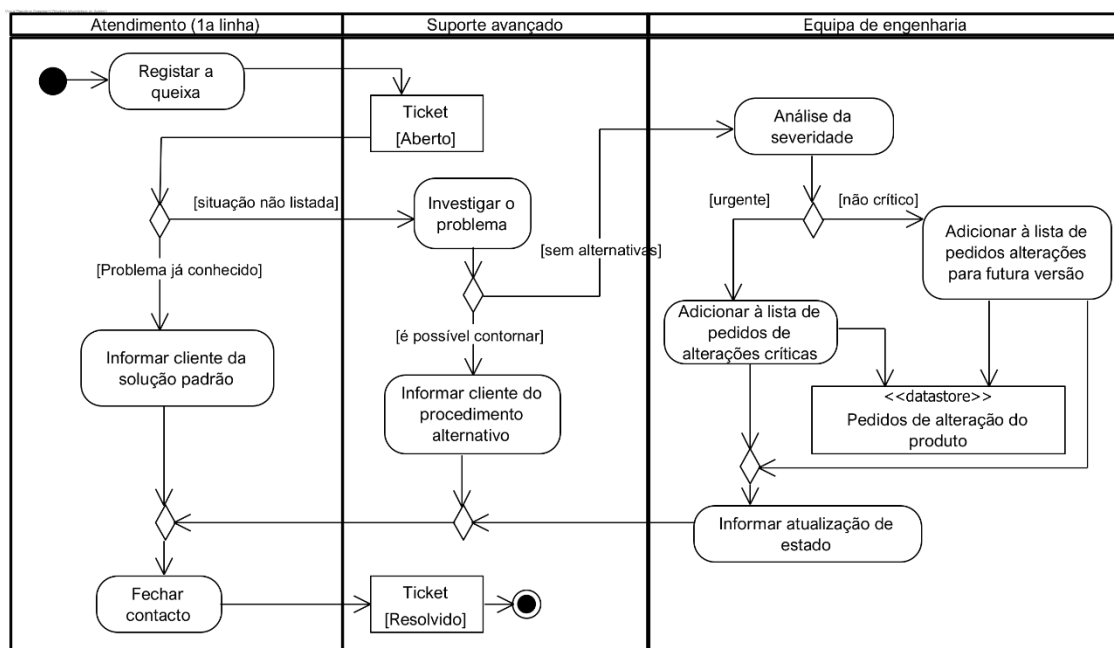 Atendimento (1a linha)
Suporte avançado
Equipa de engenharia
Registar a
queixa
Ticket
[Aberto]
Análise da
severidade
[situação não listada]
Investigar o
problema
[sem alternativas]
[urgente]
[não crítico]
Adicionar à lista de
pedidos alterações
para futura versão
[Problema já conhecido]
[é possível contornar]
Adicionar à lista de
pedidos de
alterações críticas
Informar cliente da
solução padrão
Informar cliente do
procedimento
alternativo
<<datastore>>
Pedidos de alteração do
produto
Informar atualização de
estado
Fechar
contacto
Ticket
[Resolvido]